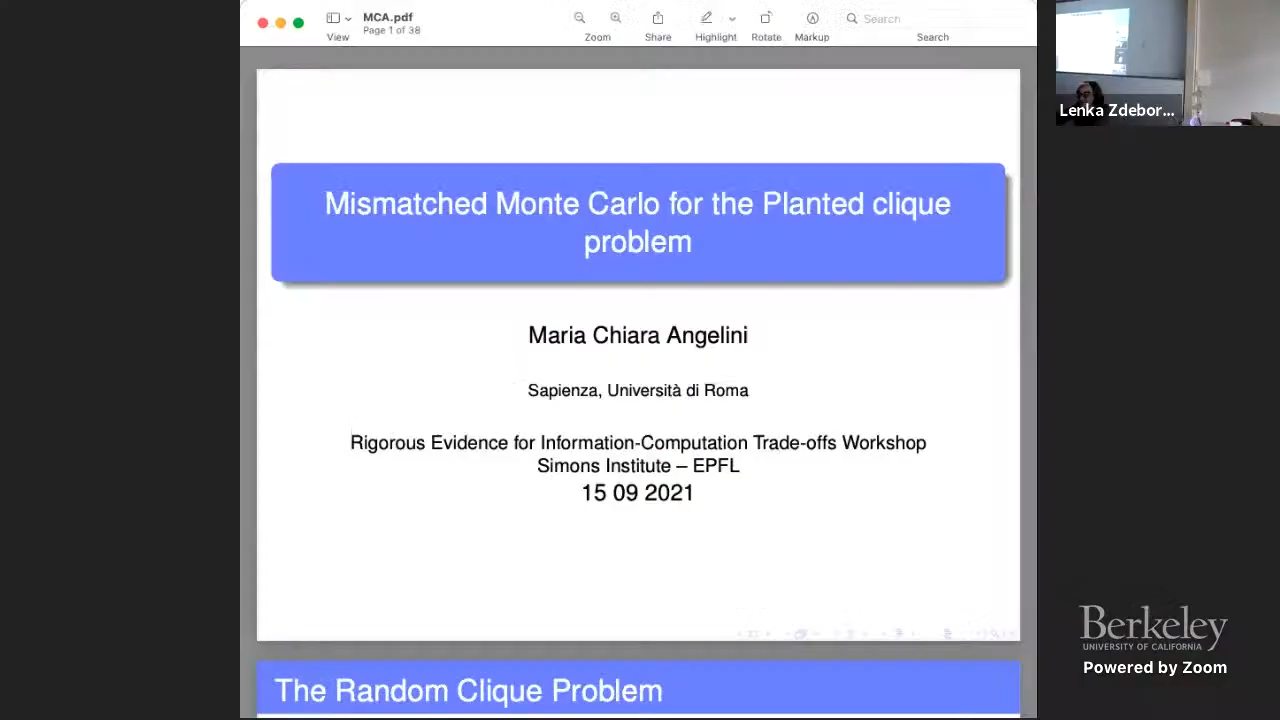 MCA.pdf
Page 1 of 38
View
Zoom
Share
Highlight
Rotate
Markup
Search
Search
Lenka Zdebor...
Mismatched Monte Carlo for the Planted clique
problem
Maria Chiara Angelini
Sapienza, Università di Roma
Rigorous Evidence for Information-Computation Trade-offs Workshop
Simons Institute – EPFL
15 09 2021
The Random Clique Problem
Berkeley
UNIVERSITY OF CALIFORNIA
Powered by Zoom